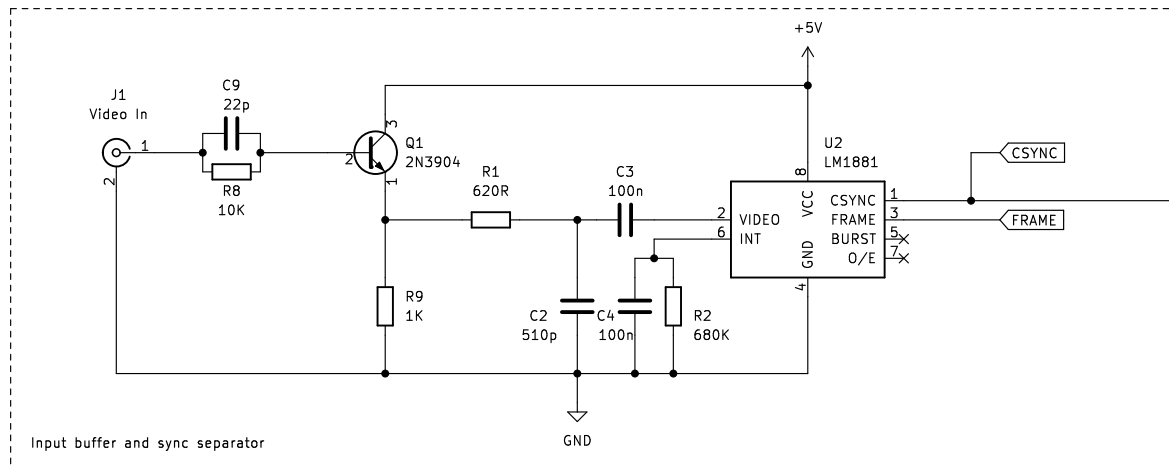 +5V
J1
Video In
C9
22p
R8
10K
1
2
Q1
2N3904
3
2
1
R1
620R
C3
100n
R9
1K
C2
510p
C4
100n
R2
680K
U2
LM1881
8
VCC
2
VIDEO
6
INT
GND
4
CSYNC
1
FRAME
3
BURST
5
O/E
7
CSYNC
FRAME
GND
Input buffer and sync separator